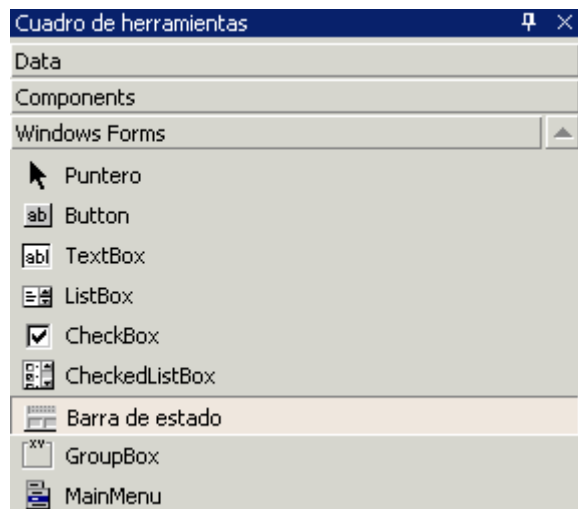 Cuadro de herramientas
Data
Components
Windows Forms
Puntero
ab Button
abl TextBox
ListBox
CheckBox
CheckedListBox
Barra de estado
XY GroupBox
MainMenu